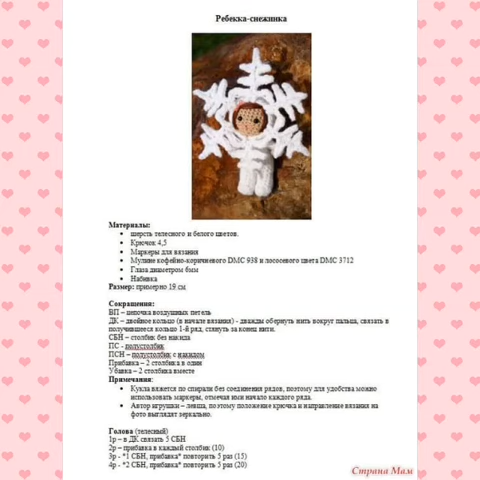 Ребекка-снежинка
Материалы:
• шерсть телесного и белого цветов.
• Крючок 4,5
• Маркеры для вязания
• Мулине кофейно-коричневого DMC 938 и лососевого цвета DMC 3712
• Глаза диаметром 6мм
• Набивка
Размер: примерно 19 см
Сокращения:
ВП – цепочка воздушных петель
ДК – двойное кольцо (в начале вязания) - дважды обернуть нить вокруг пальца, связать в
получившееся кольцо 1-й ряд, стянуть за конец нити.
СБН – столбик без накида
ПС - полустолбик
ПСН – полустолбик с накидом
Прибавка – 2 столбика в один
Убавка – 2 столбика вместе
Примечания:
• Кукла вяжется по спирали без соединения рядов, поэтому для удобства можно
использовать маркеры, отмечая ими начало каждого ряда.
• Автор игрушки – левша, поэтому положение крючка и направление вязания на
фото выглядят зеркально.
Голова (телесный)
1р – в ДК связать 5 СБН
2р – прибавка в каждый столбик (10)
3р - *1 СБН, прибавка* повторить 5 раз (15)
4р - *2 СБН, прибавка* повторить 5 раз (20)
Страна Мам